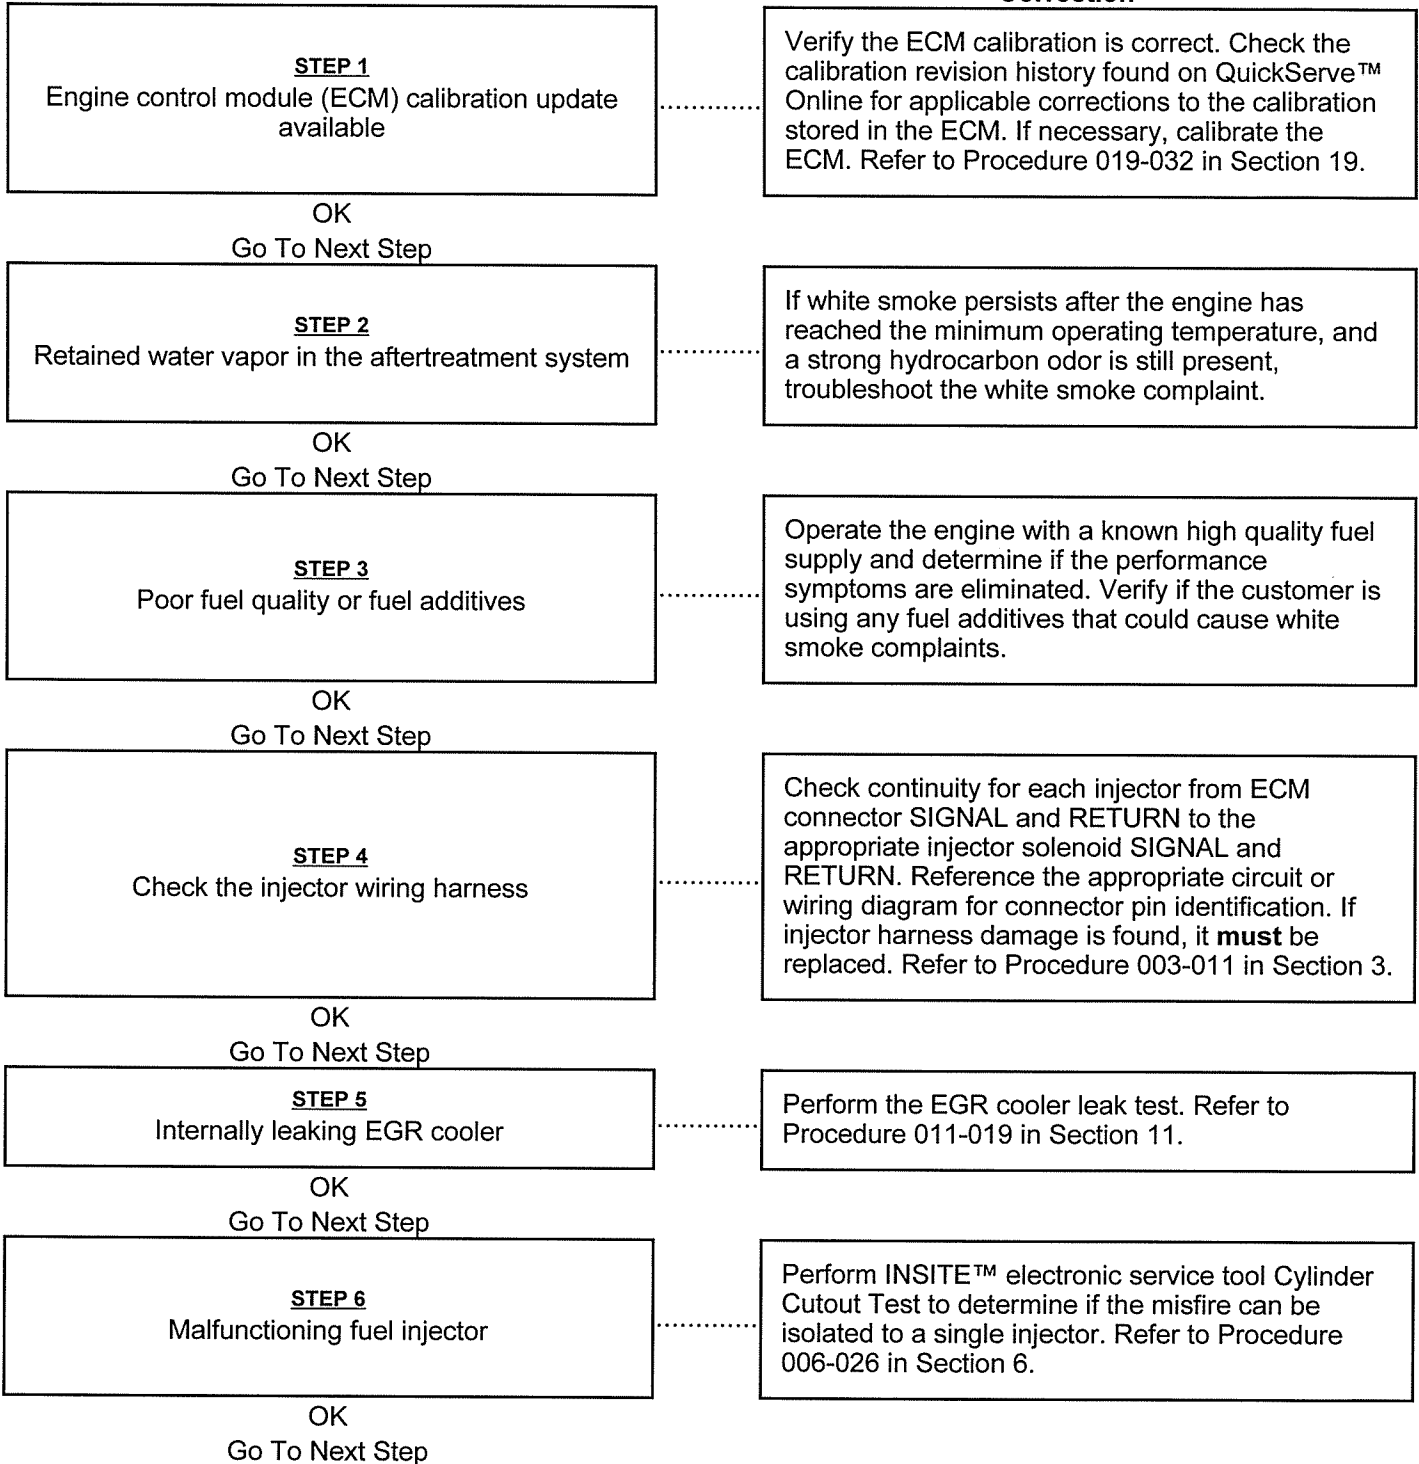 Correction
STEP 1
Engine control module (ECM) calibration update
available
Verify the ECM calibration is correct. Check the
calibration revision history found on QuickServe™
Online for applicable corrections to the calibration
stored in the ECM. If necessary, calibrate the
ECM. Refer to Procedure 019-032 in Section 19.
OK
Go To Next Step
STEP 2
Retained water vapor in the aftertreatment system
If white smoke persists after the engine has
reached the minimum operating temperature, and
a strong hydrocarbon odor is still present,
troubleshoot the white smoke complaint.
OK
Go To Next Step
STEP 3
Poor fuel quality or fuel additives
Operate the engine with a known high quality fuel
supply and determine if the performance
symptoms are eliminated. Verify if the customer is
using any fuel additives that could cause white
smoke complaints.
OK
Go To Next Step
STEP 4
Check the injector wiring harness
Check continuity for each injector from ECM
connector SIGNAL and RETURN to the
appropriate injector solenoid SIGNAL and
RETURN. Reference the appropriate circuit or
wiring diagram for connector pin identification. If
injector harness damage is found, it must be
replaced. Refer to Procedure 003-011 in Section 3.
OK
Go To Next Step
STEP 5
Internally leaking EGR cooler
Perform the EGR cooler leak test. Refer to
Procedure 011-019 in Section 11.
OK
Go To Next Step
STEP 6
Malfunctioning fuel injector
Perform INSITE™ electronic service tool Cylinder
Cutout Test to determine if the misfire can be
isolated to a single injector. Refer to Procedure
006-026 in Section 6.
OK
Go To Next Step